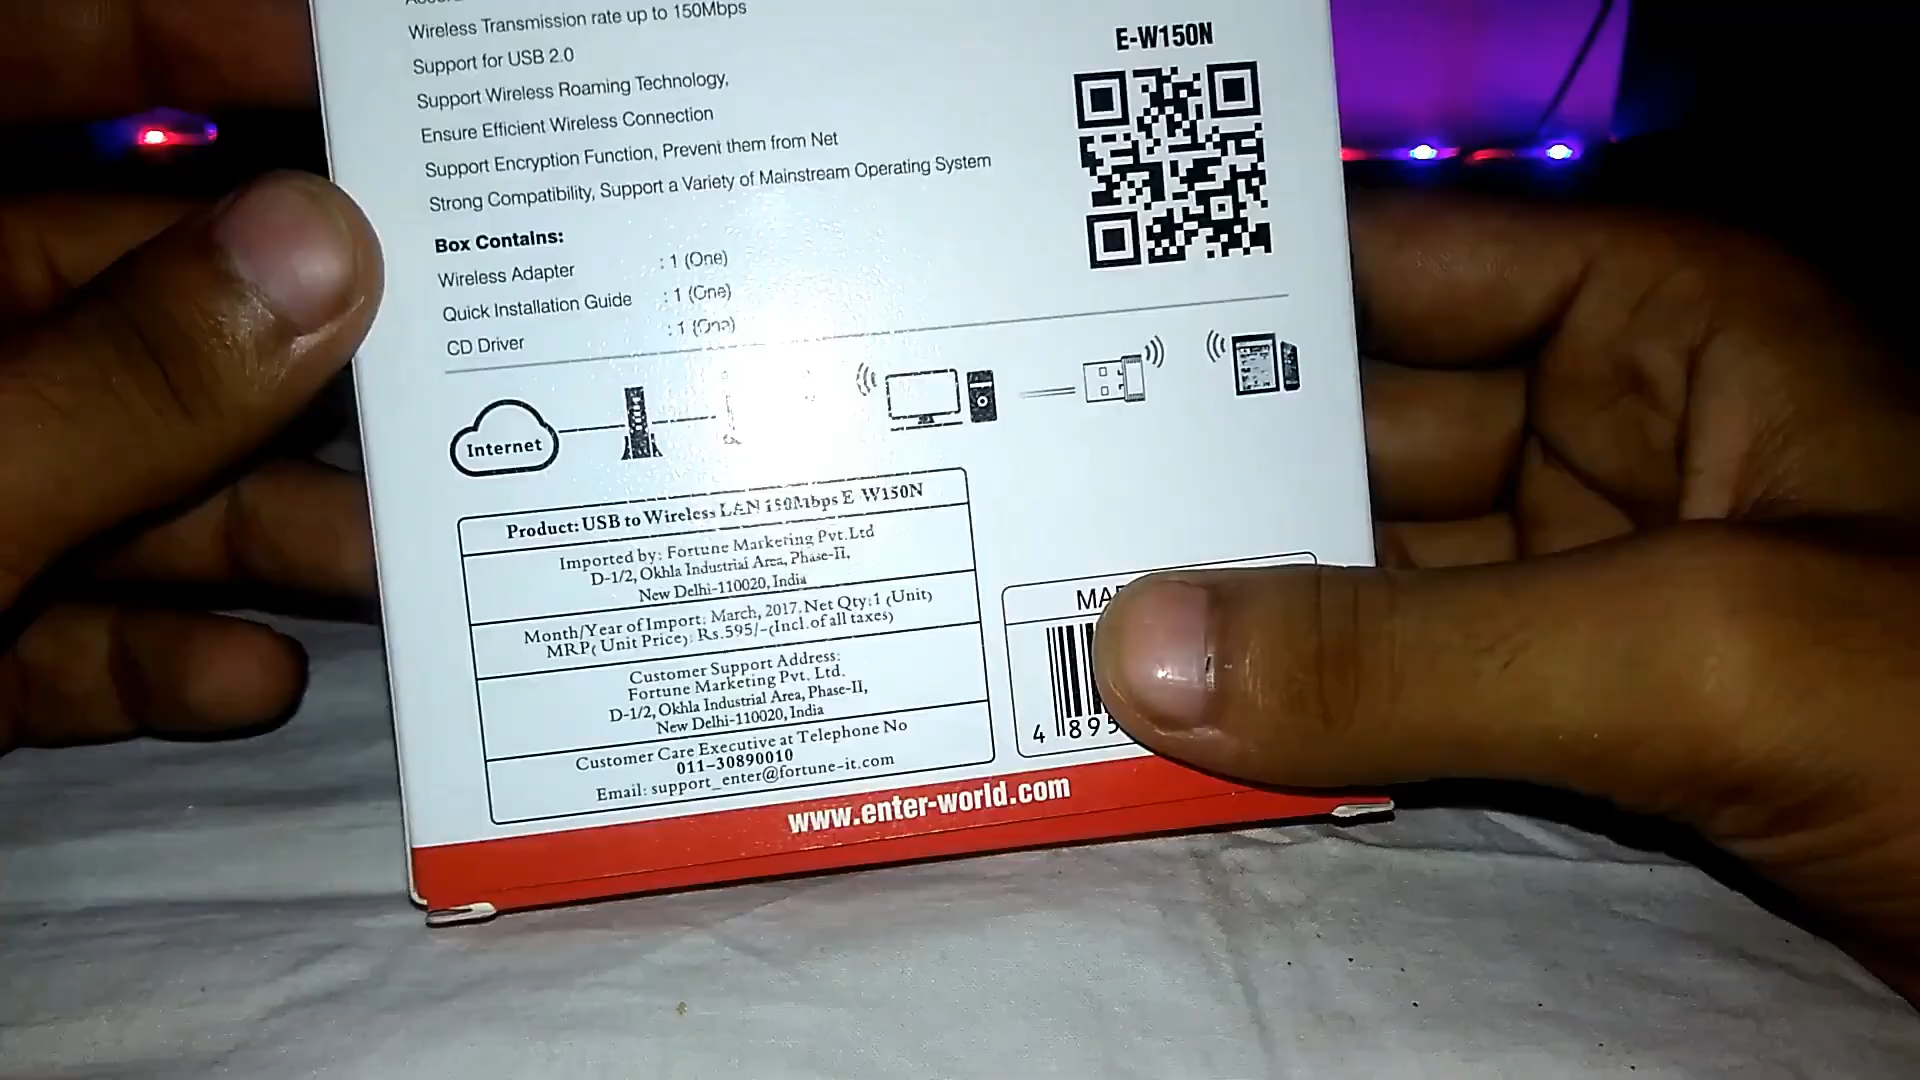 Wireless Transmission rate up to 150Mbps
Support for USB 2.0
Support Wireless Roaming Technology,
Ensure Efficient Wireless Connection
Support Encryption Function, Prevent them from Net
Strong Compatibility, Support a Variety of Mainstream Operating System
E-W150N
Box Contains:
Wireless Adapter : 1 (One)
Quick Installation Guide : 1 (One)
CD Driver : 1 (One)
Internet
Product: USB to Wireless LAN 150Mbps E W150N
Imported by: Fortune Marketing Pvt.Ltd
D-1/2, Okhla Industrial Area, Phase-II,
New Delhi-110020, India
Month/Year of Import: March, 2017. Net Qty:1 (Unit)
MRP( Unit Price): Rs.595/-(Incl.of all taxes)
Customer Support Address:
Fortune Marketing Pvt. Ltd.
D-1/2, Okhla Industrial Area, Phase-II,
New Delhi-110020, India
Customer Care Executive at Telephone No
011-30890010
Email: support_enter@fortune-it.com
4 895
www.enter-world.com